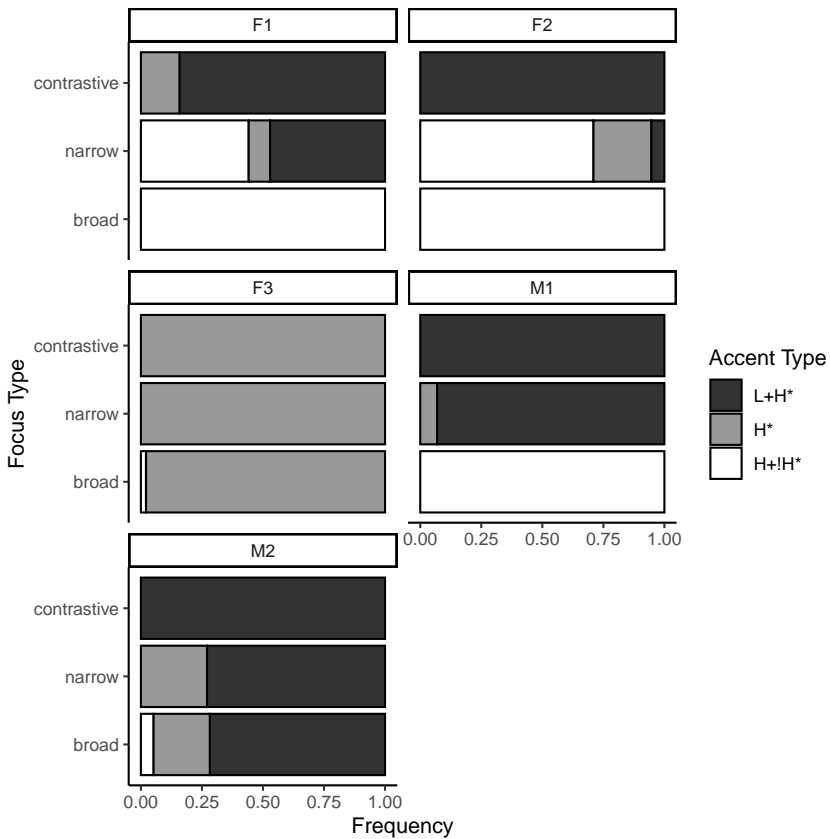 F1
F2
contrastive
narrow
broad
F3
M1
contrastive
narrow
broad
0.00 0.25 0.50 0.75 1.00
M2
contrastive
narrow
broad
0.00 0.25 0.50 0.75 1.00
Frequency
Focus Type
Accent Type
L+H*
H*
H+!H*